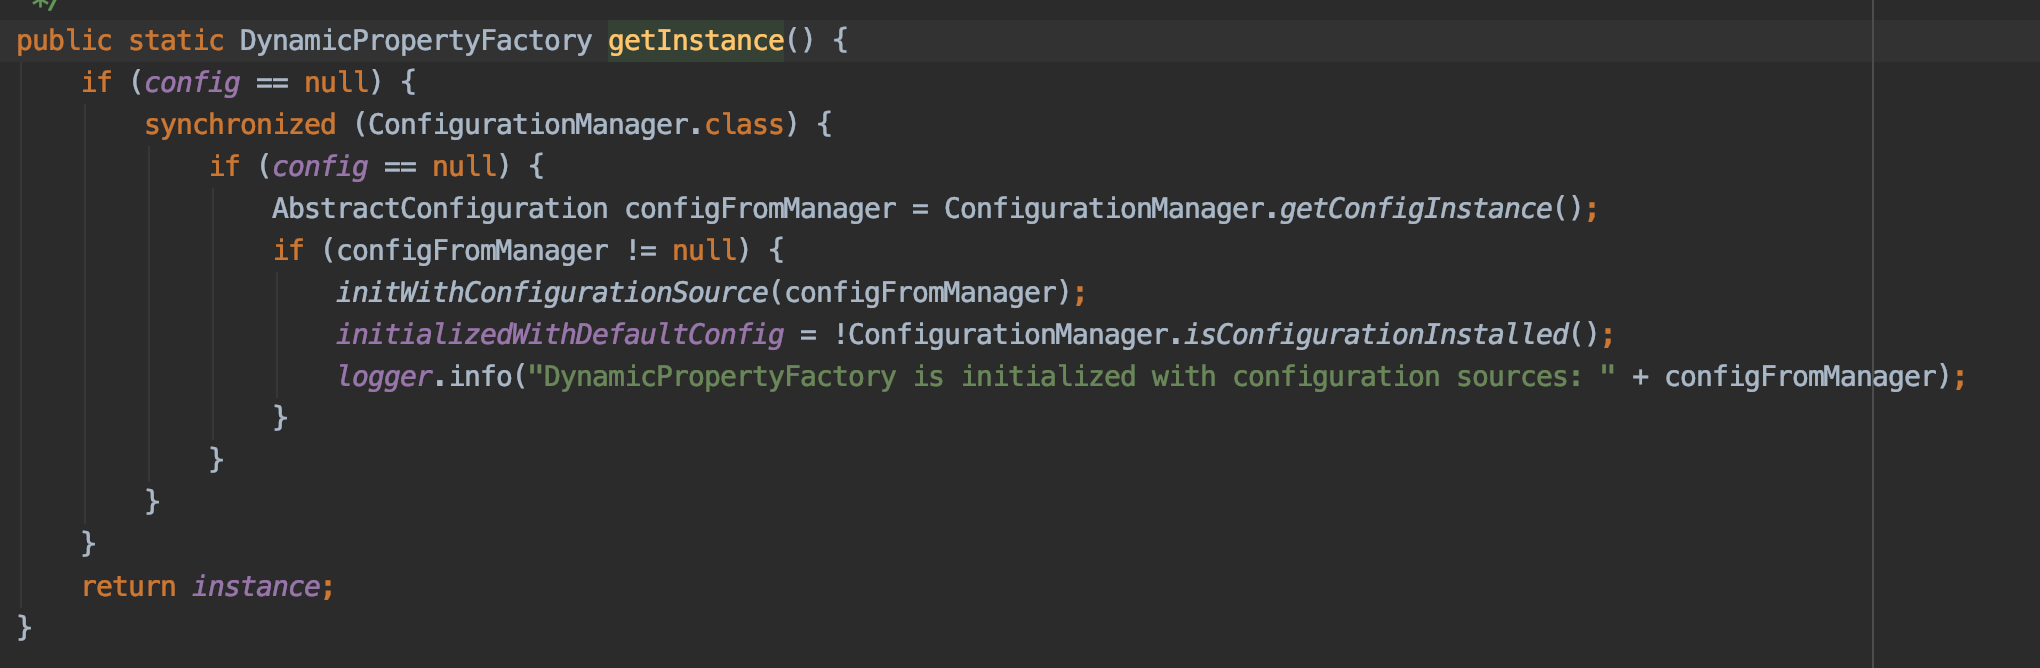 */
public static DynamicPropertyFactory getInstance() {
if (config == null) {
synchronized (ConfigurationManager.class) {
if (config == null) {
AbstractConfiguration configFromManager = ConfigurationManager.getConfigInstance();
if (configFromManager != null) {
initWithConfigurationSource(configFromManager);
initializedWithDefaultConfig = !ConfigurationManager.isConfigurationInstalled();
logger.info("DynamicPropertyFactory is initialized with configuration sources: " + configFromManager);
}
}
}
}
return instance;
}